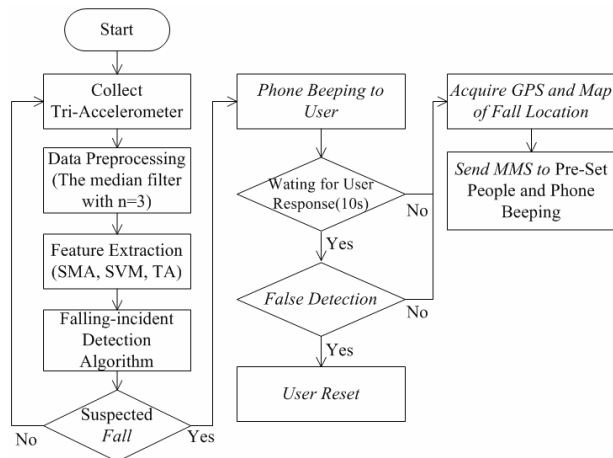 Start
Collect
Tri-Accelerometer
Data Preprocessing
(The median filter
with n=3)
Feature Extraction
(SMA, SVM, TA)
Falling-incident
Detection
Algorithm
Suspected
Fall
No
Yes
Phone Beeping to
User
Wating for User
Response(10s)
No
Yes
False Detection
No
Yes
User Reset
Acquire GPS and Map
of Fall Location
Send MMS to Pre-Set
People and Phone
Beeping